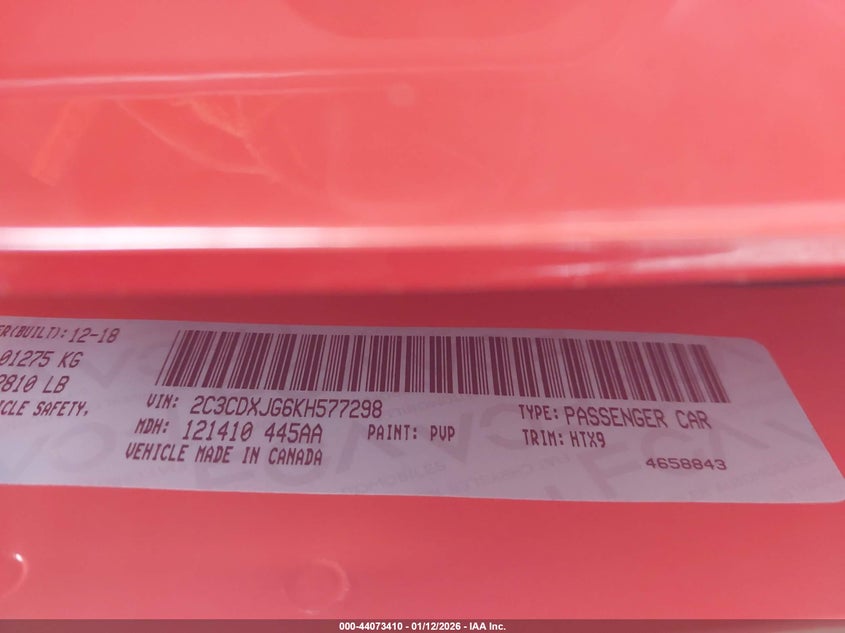 ER(BUILT): 12-18
01275 KG
2810 LB
ICLE SAFETY,
VIN: 2C3CDXJG6KH577298
MDH: 121410 445AA
PAINT: PVP
VEHICLE MADE IN CANADA
TYPE: PASSENGER CAR
TRIM: HTX9
4658843
000-44073410 - 01/12/2026 - IAA Inc.